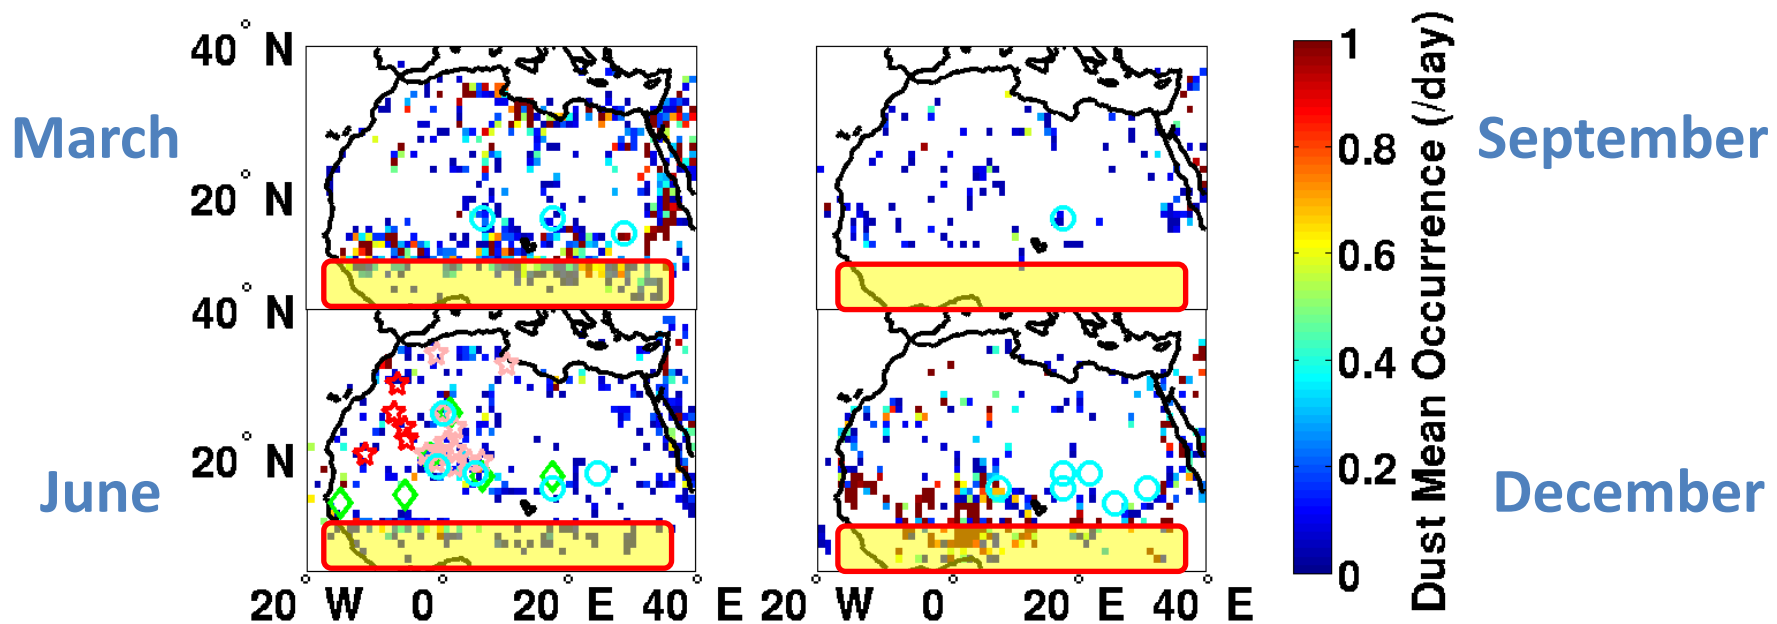 40° N
March
20° N
40° N
June
20° N
20° W 0° 20° E 40° E
20° W 0° 20° E 40° E
1
0.8
0.6
0.4
0.2
0
Dust Mean Occurrence (/day)
September
December